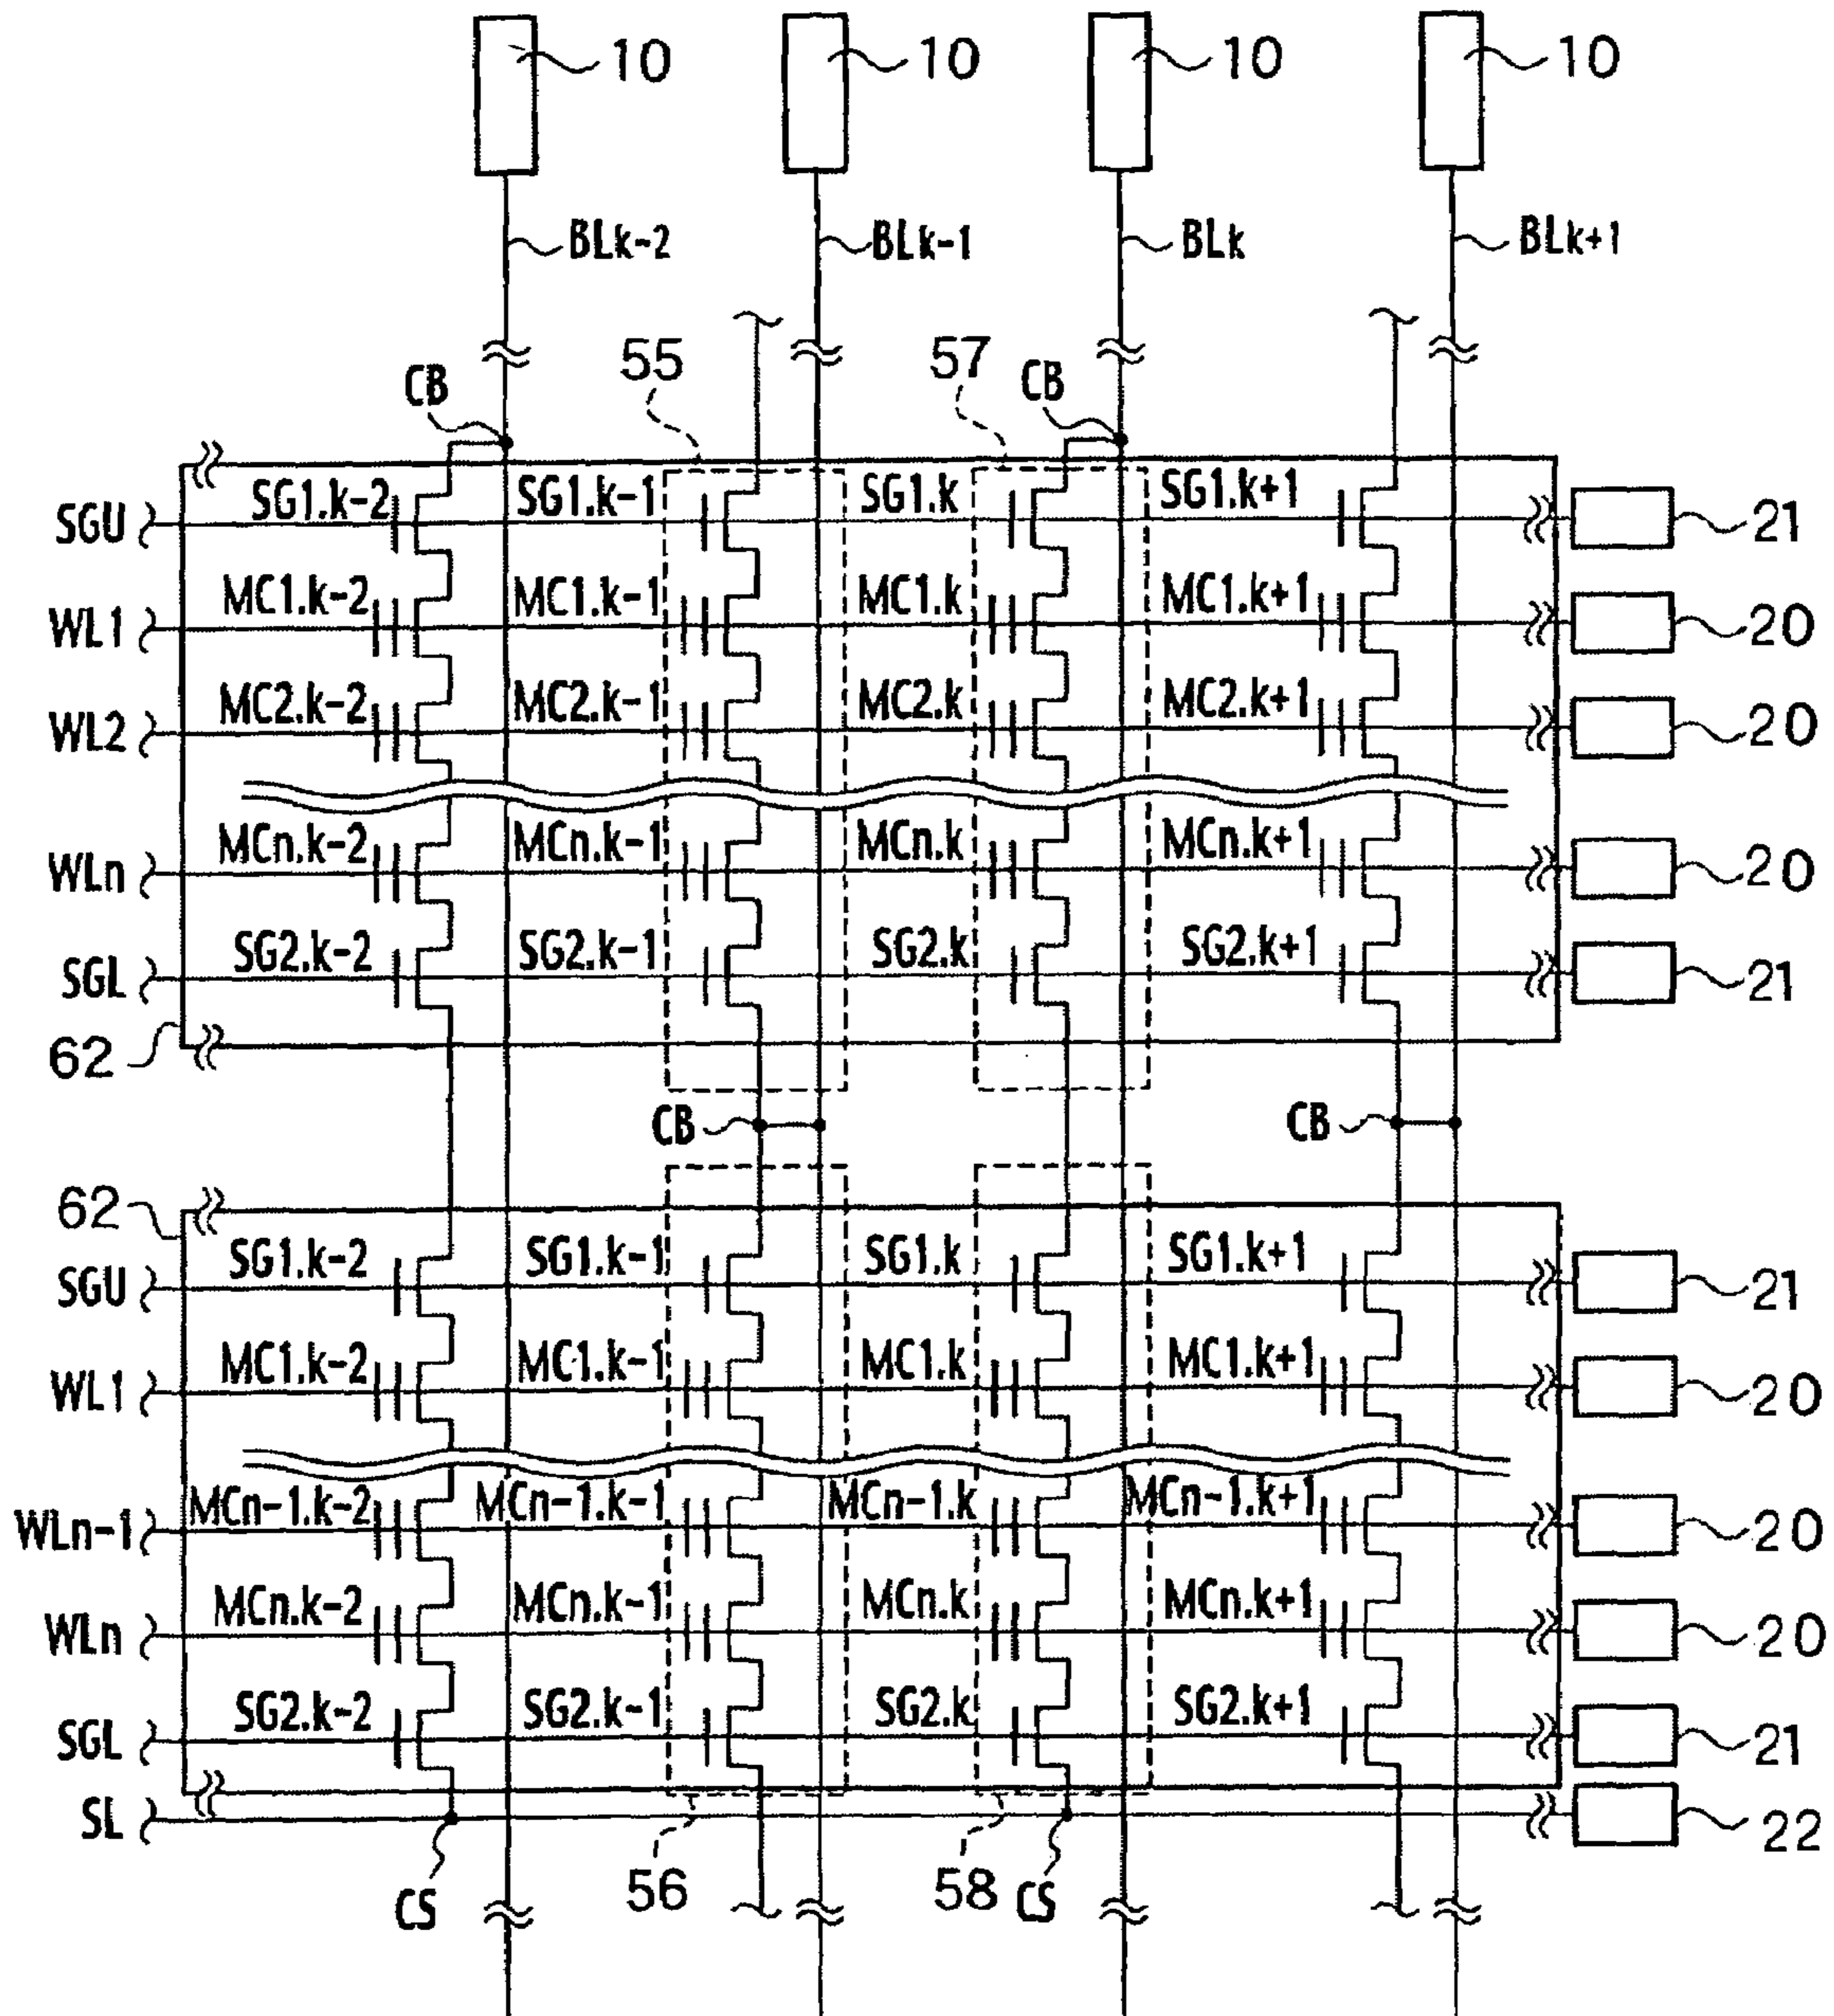 10 10 10 10
BLk-2 BLk-1 BLk BLk+1
55 57
CB CB
SGU SG1.k-2 SG1.k-1 SG1.k SG1.k+1 21
WL1 MC1.k-2 MC1.k-1 MC1.k MC1.k+1 20
WL2 MC2.k-2 MC2.k-1 MC2.k MC2.k+1 20
WLn MCn.k-2 MCn.k-1 MCn.k MCn.k+1 20
SGL SG2.k-2 SG2.k-1 SG2.k SG2.k+1 21
62
CB CB
62
SGU SG1.k-2 SG1.k-1 SG1.k SG1.k+1 21
WL1 MC1.k-2 MC1.k-1 MC1.k MC1.k+1 20
WLn-1 MCn-1.k-2 MCn-1.k-1 MCn-1.k MCn-1.k+1 20
WLn MCn.k-2 MCn.k-1 MCn.k MCn.k+1 20
SGL SG2.k-2 SG2.k-1 SG2.k SG2.k+1 21
SL 22
CS 56 58 CS